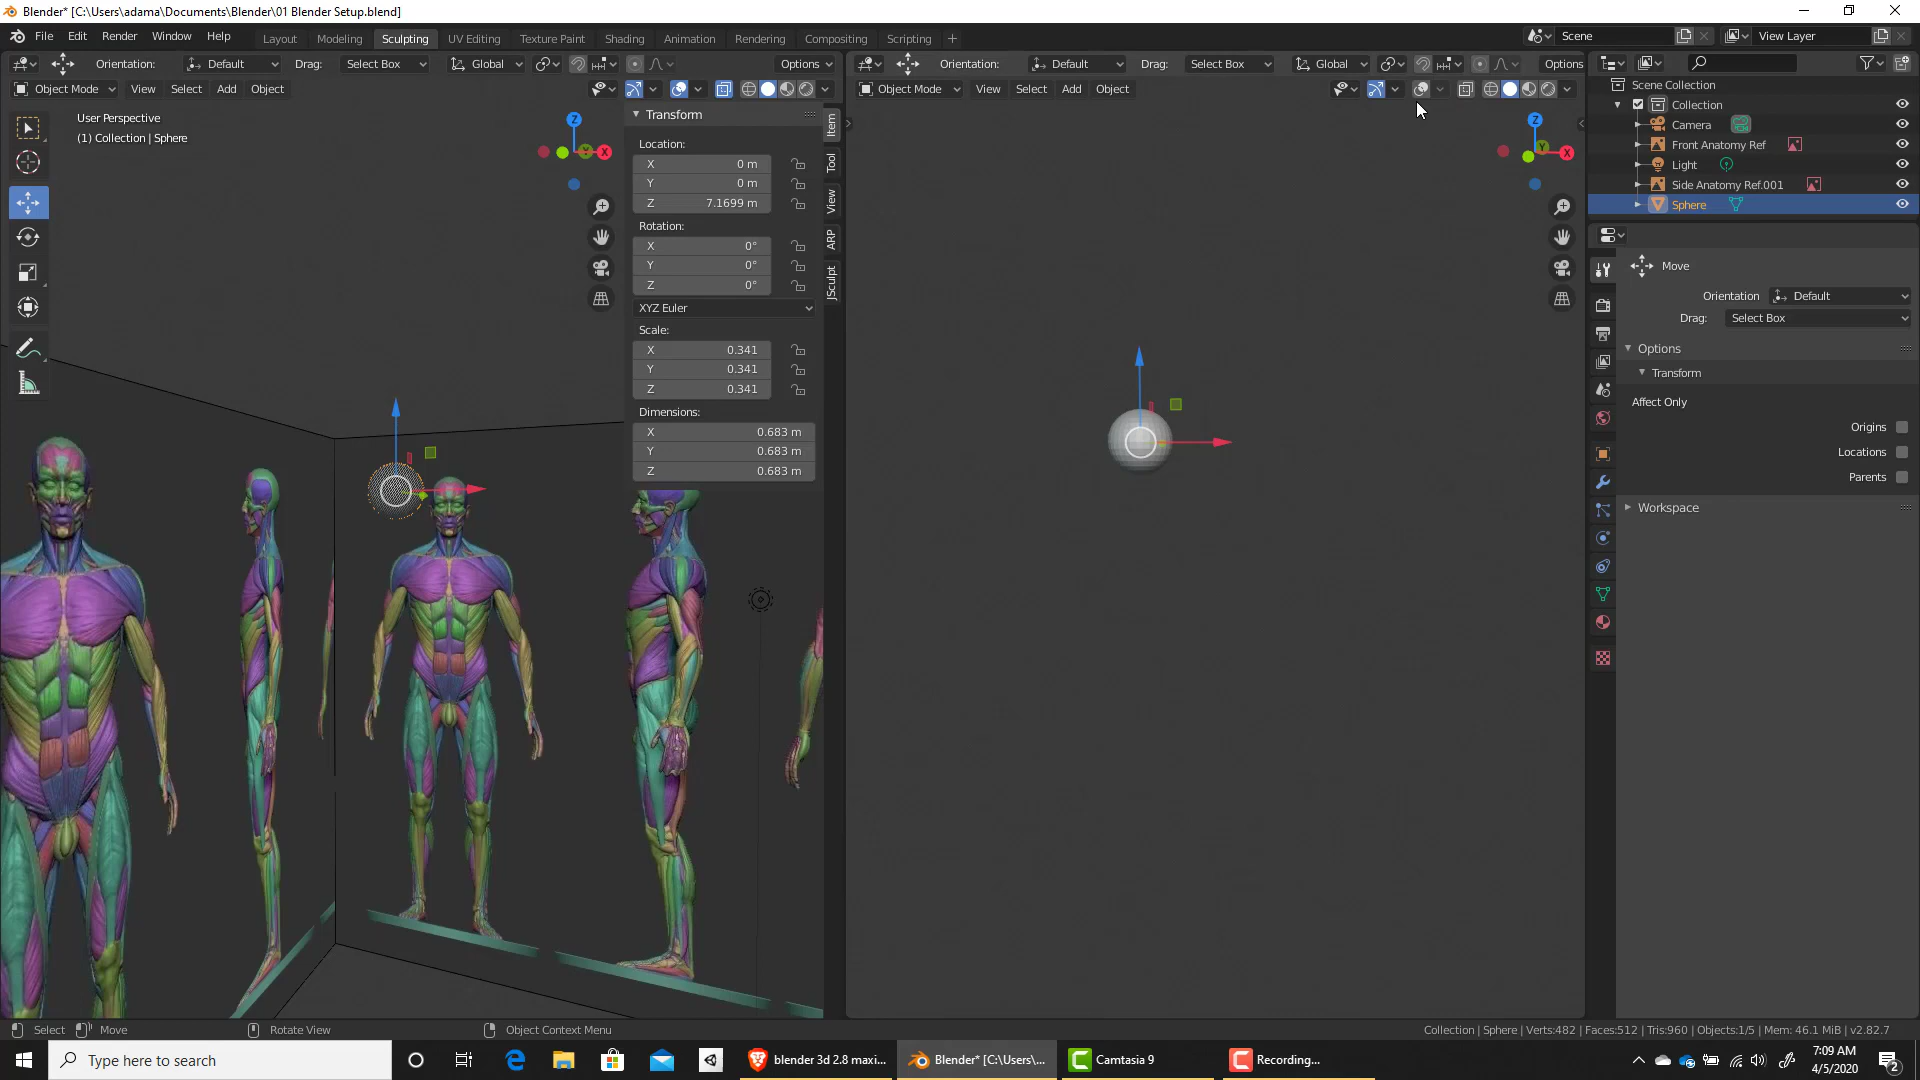 Blender* [C:\Users\adama\Documents\Blender\01 Blender Setup.blend]
File Edit Render Window Help Layout Modeling Sculpting UV Editing Texture Paint Shading Animation Rendering Compositing Scripting + Scene View Layer
Orientation: Default Drag: Select Box Global Options
Orientation: Default Drag: Select Box Global Options
Object Mode View Select Add Object
Object Mode View Select Add Object
User Perspective
(1) Collection | Sphere
Z
X
Y
Transform
Location:
X 0 m
Y 0 m
Z 7.1699 m
Rotation:
X 0°
Y 0°
Z 0°
XYZ Euler
Scale:
X 0.341
Y 0.341
Z 0.341
Dimensions:
X 0.683 m
Y 0.683 m
Z 0.683 m
Item
Tool
View
ARP
JSculpt
Z
Y
X
Scene Collection
Collection
Camera
Front Anatomy Ref
Light
Side Anatomy Ref.001
Sphere
Move
Orientation Default
Drag: Select Box
Options
Transform
Affect Only
Origins
Locations
Parents
Workspace
Select Move Rotate View Object Context Menu Collection | Sphere | Verts:482 | Faces:512 | Tris:960 | Objects:1/5 | Mem: 46.1 MiB | v2.82.7
Type here to search
blender 3d 2.8 maxi...
Blender* [C:\Users\...
Camtasia 9
Recording...
7:09 AM
4/5/2020
2